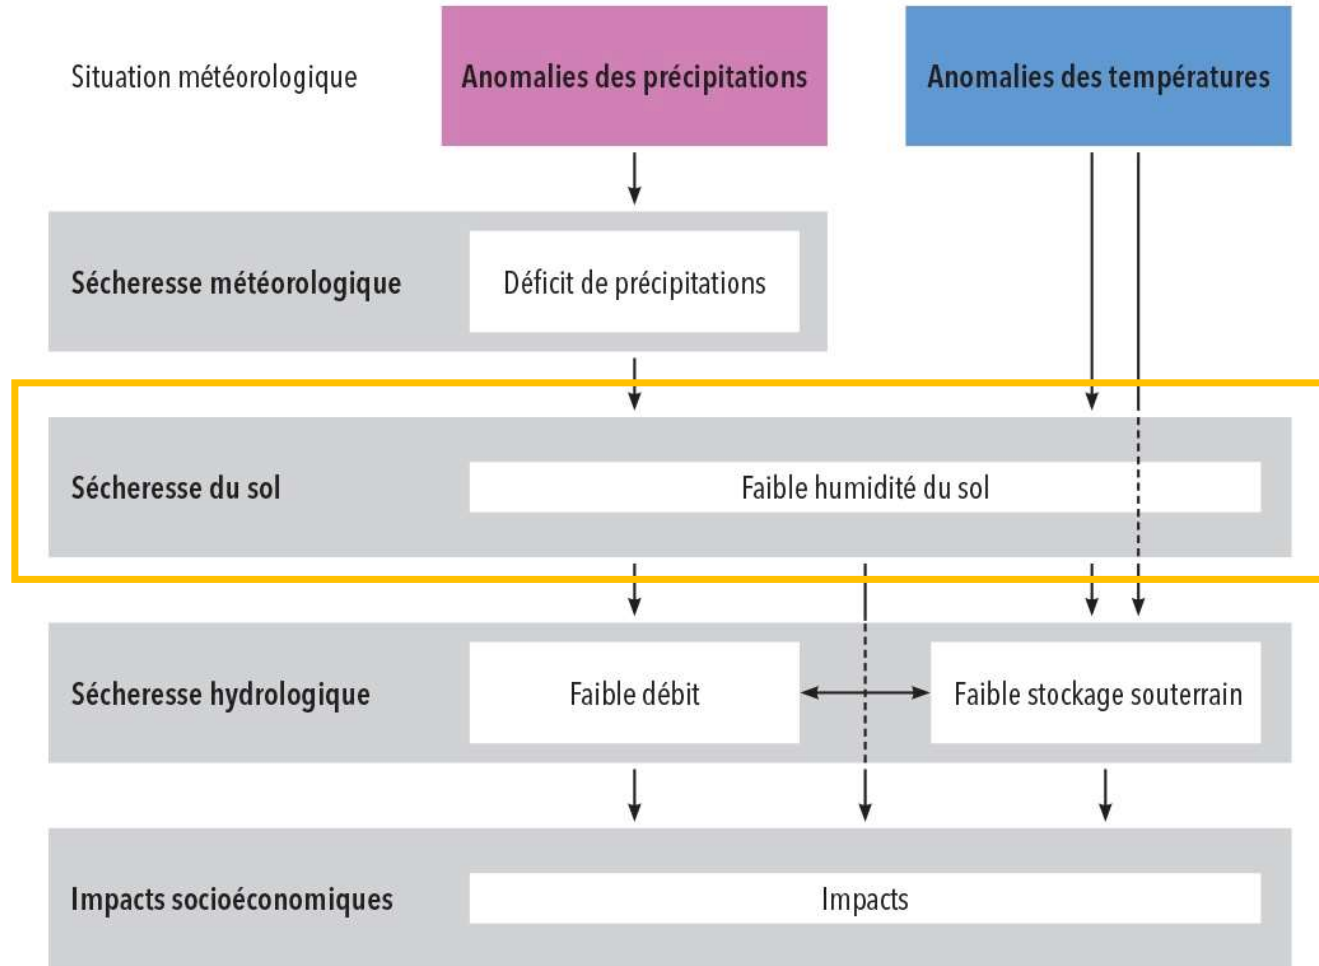 Situation météorologique
Anomalies des précipitations
Anomalies des températures
Sécheresse météorologique
Déficit de précipitations
Sécheresse du sol
Faible humidité du sol
Sécheresse hydrologique
Faible débit
Faible stockage souterrain
Impacts socioéconomiques
Impacts